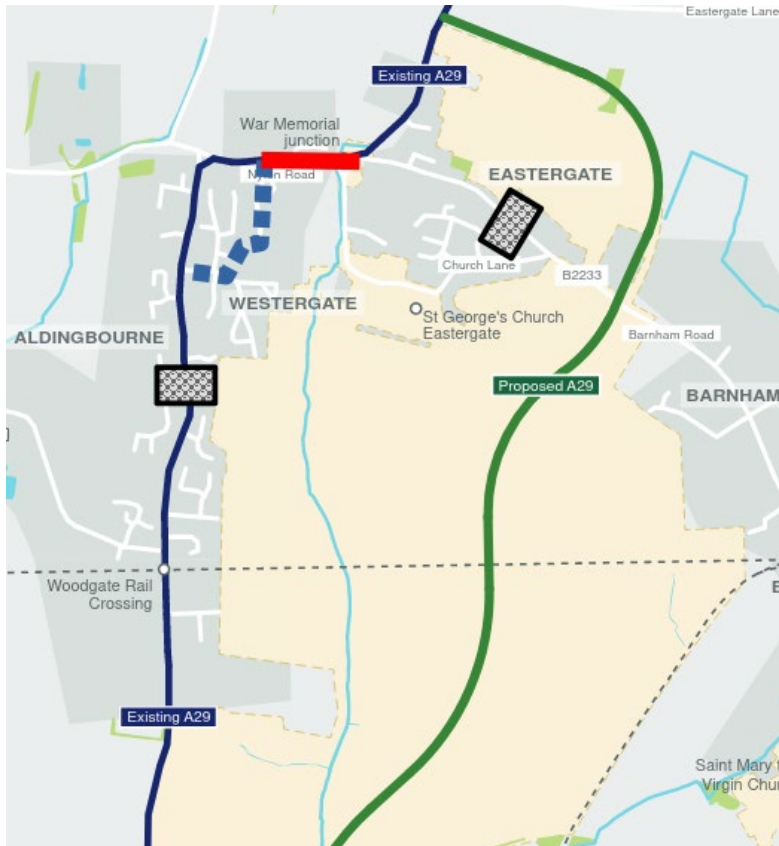 Eastergate Lane
Existing A29
War Memorial
junction
Road
EASTERGATE
Church Lane
B2233
WESTERGATE
St George's Church
Eastergate
Barnham Road
ALDINGBOURNE
Proposed A29
BARNHAM
Woodgate Rail
Crossing
Existing A29
Saint Mary
Virgin